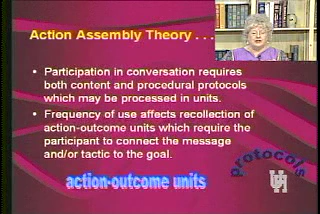 Action Assembly Theory . . .
• Participation in conversation requires
both content and procedural protocols
which may be processed in units.
• Frequency of use affects recollection of
action-outcome units which require the
participant to connect the message
and/or tactic to the goal.
protocols
action-outcome units